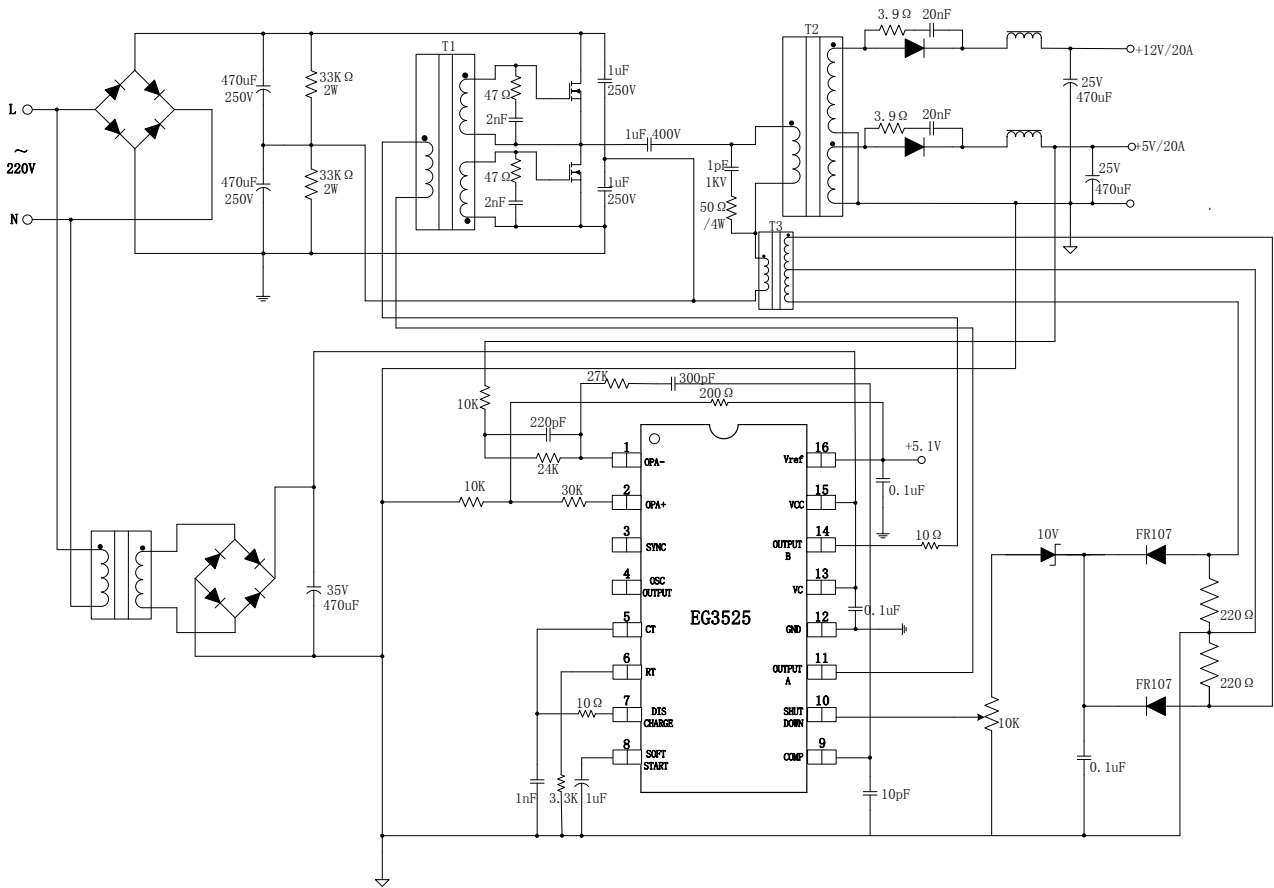 T1
T2
3.9Ω
20nF
+12V/20A
470uF
250V
33KΩ
2W
1uF
250V
25V
470uF
L
～
220V
N
47Ω
2nF
3.9Ω
20nF
1uF 400V
+5V/20A
470uF
250V
33KΩ
2W
47Ω
2nF
1uF
250V
1pF
1KV
25V
470uF
50Ω
/4W
T3
27K
300pF
200Ω
10K
220pF
24K
+5.1V
0.1uF
10K
30K
1
OPA-
2
OPA+
3
SYNC
4
OSC
OUTPUT
5
CT
6
RT
7
DIS
CHARGE
8
SOFT
START
EG3525
16
Vref
15
VCC
14
OUTPUT
B
13
VC
12
GND
11
OUTPUT
A
10
SHUT
DOWN
9
COMP
10Ω
0.1uF
35V
470uF
10Ω
1nF
3.3K
1uF
10pF
10V
FR107
220Ω
FR107
220Ω
10K
0.1uF